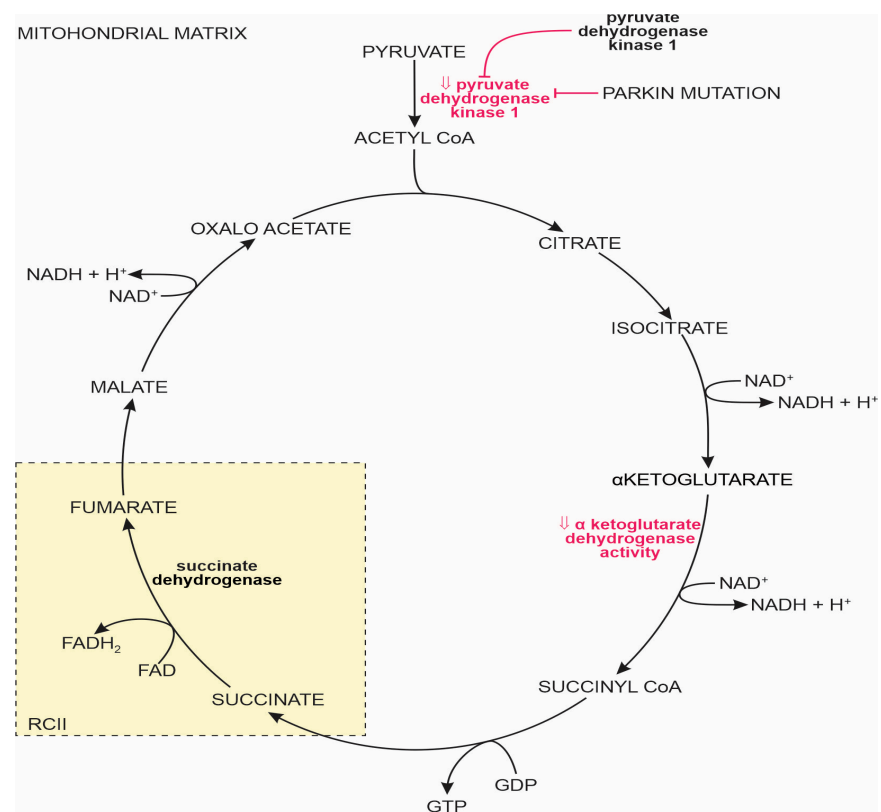 MITOHONDRIAL MATRIX
pyruvate
dehydrogenase
kinase 1
PYRUVATE
⇓ pyruvate
dehydrogenase
kinase 1
PARKIN MUTATION
ACETYL CoA
OXALO ACETATE
CITRATE
NADH + H⁺
NAD⁺
ISOCITRATE
MALATE
NAD⁺
NADH + H⁺
αKETOGLUTARATE
FUMARATE
⇓ α ketoglutarate
dehydrogenase
activity
succinate
dehydrogenase
NAD⁺
NADH + H⁺
FADH₂
FAD
SUCCINYL CoA
SUCCINATE
RCII
GDP
GTP